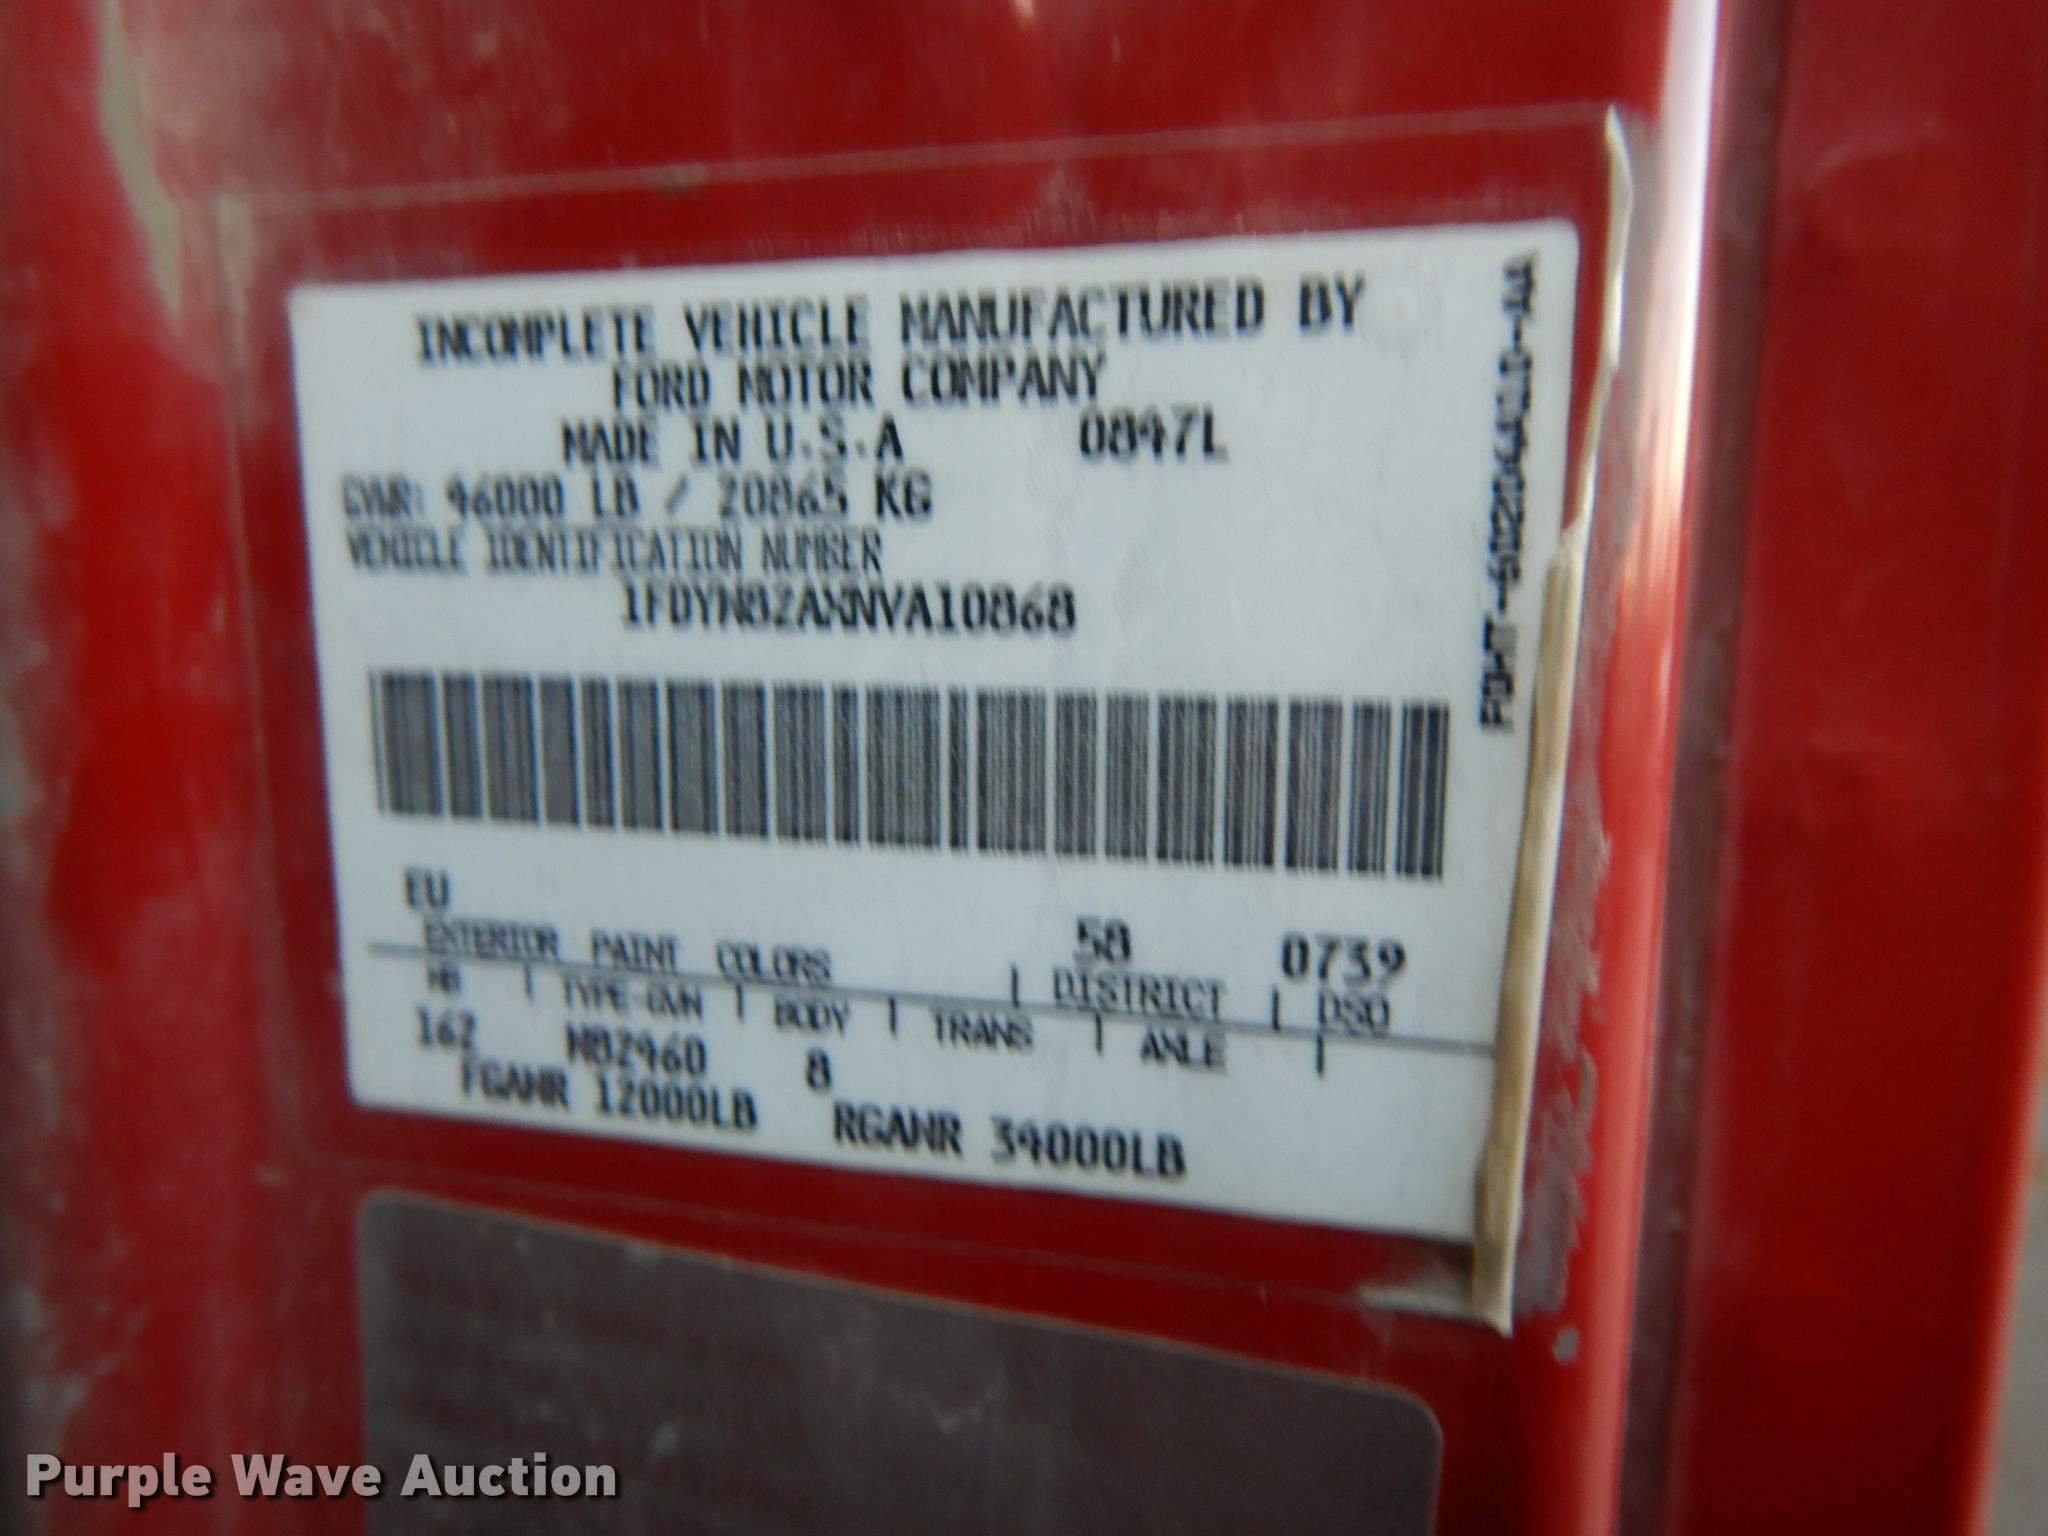 INCOMPLETE VEHICLE MANUFACTURED BY
FORD MOTOR COMPANY
MADE IN U.S.A 0847L
GVWR: 46000 LB / 20865 KG
VEHICLE IDENTIFICATION NUMBER
1FDYN82AXNVA10868
EU 58 0739
EXTERIOR PAINT COLORS | DISTRICT | DSO
WB | TYPE-GVW | BODY | TRANS | AXLE |
162 N82460 8
FGAWR 12000LB RGAWR 34000LB
Purple Wave Auction